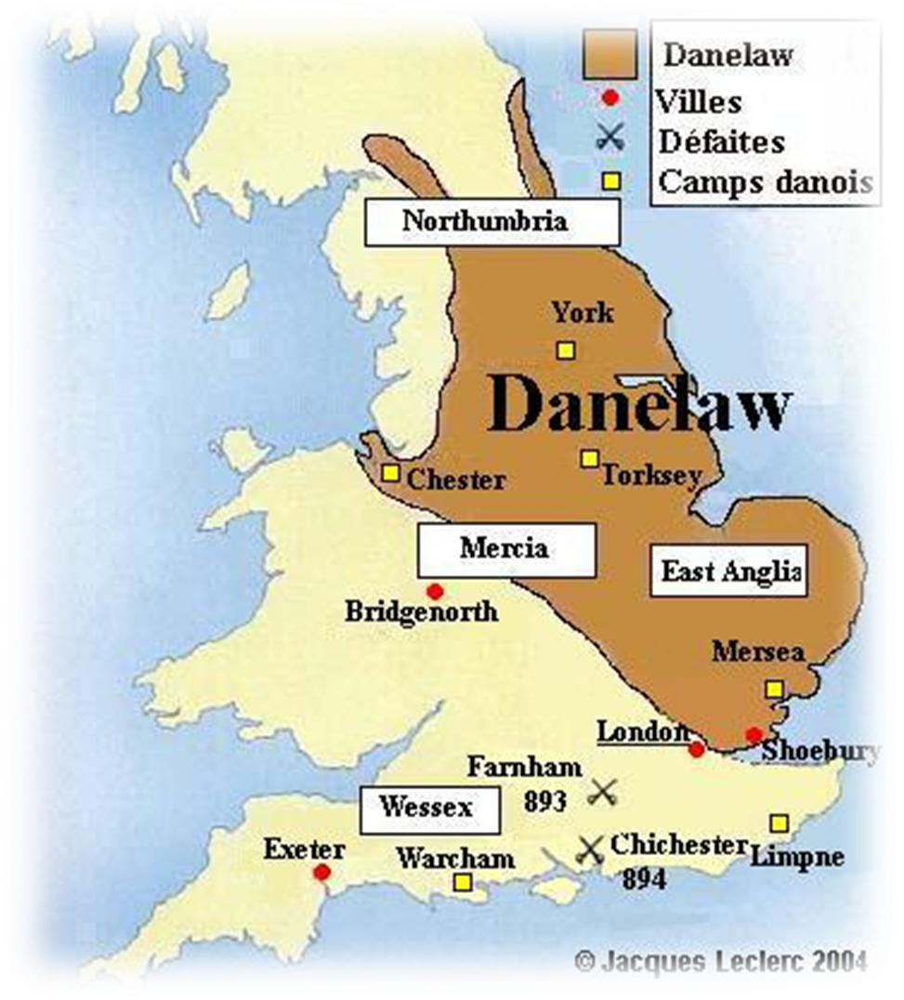 Danelaw
Villes
Défaites
Camps danois
Northumbria
York
Danelaw
Torksey
Chester
Mercia
East Anglia
Bridgenorth
Mersea
London
Shoebury
Farnham
893
Wessex
Exeter
Warcham
Chichester
894
Limpne
© Jacques Leclerc 2004